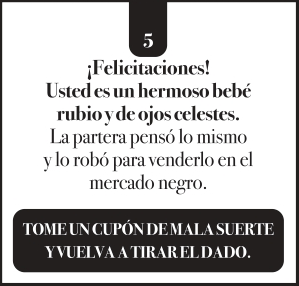 5
¡Felicitaciones!
Usted es un hermoso bebé
rubio y de ojos celestes.
La partera pensó lo mismo
y lo robó para venderlo en el
mercado negro.
TOME UN CUPÓN DE MALA SUERTE
Y VUELVA A TIRAR EL DADO.